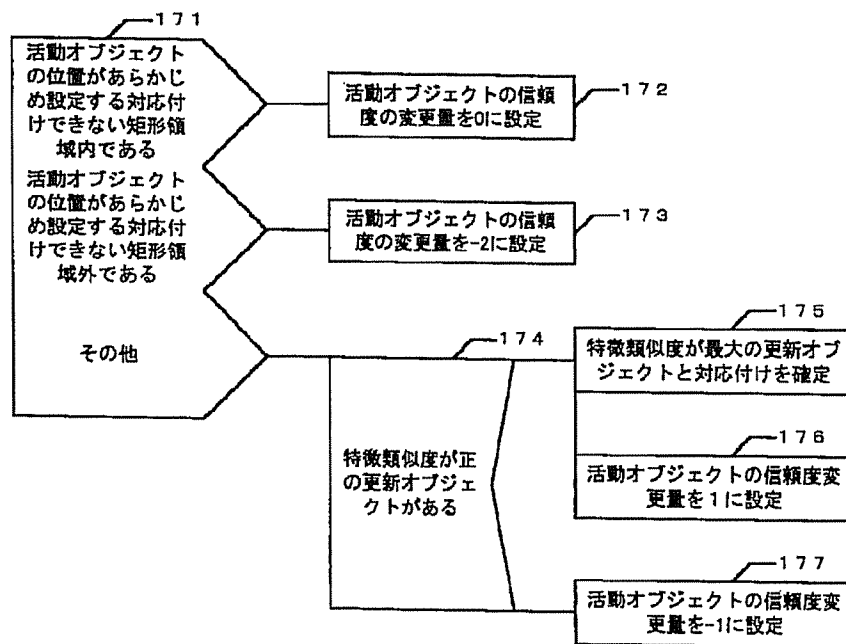 171
活動オブジェクト
の位置があらかじ
め設定する対応付
けできない矩形領
域内である
活動オブジェクトの信頼
度の変更量を0に設定
172
活動オブジェクト
の位置があらかじ
め設定する対応付
けできない矩形領
域外である
活動オブジェクトの信頼
度の変更量を-2に設定
173
その他
174
特徴類似度が正
の更新オブジェ
クトがある
175
特徴類似度が最大の更新オブ
ジェクトと対応付けを確定
176
活動オブジェクトの信頼度変
更量を1に設定
177
活動オブジェクトの信頼度変
更量を-1に設定